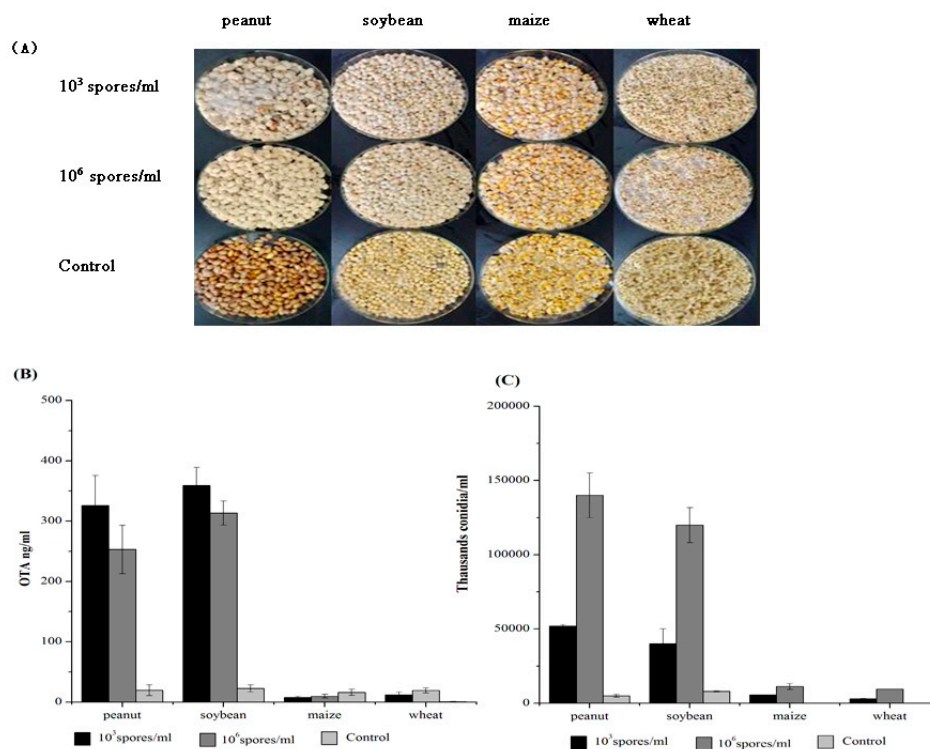 peanut soybean maize wheat
(A)
10³ spores/ml
10⁶ spores/ml
Control
(B)
500
400
300
200
100
0
OTA ng/ml
peanut soybean maize wheat
10³spores/ml 10⁶spores/ml Control
(C)
200000
150000
100000
50000
0
Thausands conidia/ml
peanut soybean maize wheat
10³spores/ml 10⁶spores/ml Control